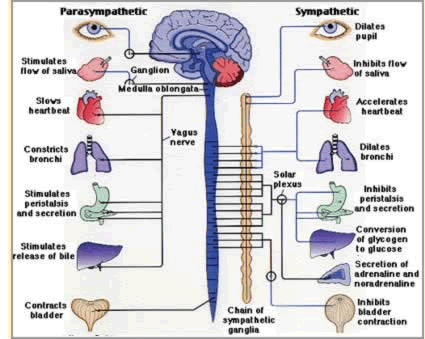 Parasympathetic
Sympathetic
Dilates
pupil
Stimulates
flow of saliva
Ganglion
Medulla oblongata
Inhibits flow
of saliva
Slows
heartbeat
Accelerates
heartbeat
Vagus
nerve
Constricts
bronchi
Dilates
bronchi
Solar
plexus
Stimulates
peristalsis
and secretion
Inhibits
peristalsis
and secretion
Stimulates
release of bile
Conversion
of glycogen
to glucose
Secretion of
adrenaline and
noradrenaline
Contracts
bladder
Chain of
sympathetic
ganglia
Inhibits
bladder
contraction